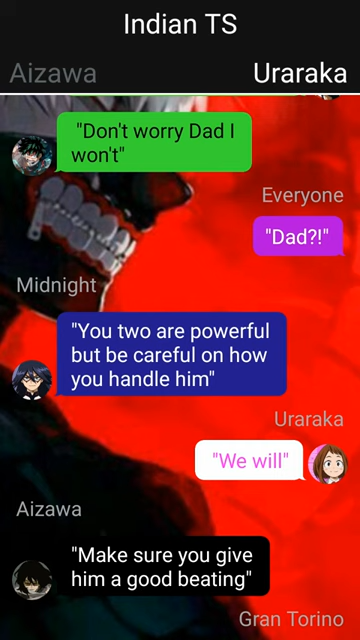 Indian TS
Aizawa Uraraka
"Don't worry Dad I
won't"
Everyone
"Dad?!"
Midnight
"You two are powerful
but be careful on how
you handle him"
Uraraka
"We will"
Aizawa
"Make sure you give
him a good beating"
Gran Torino